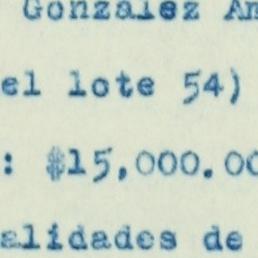 Gonzalez An
el lote 54)
: $15,000.00
alidades de